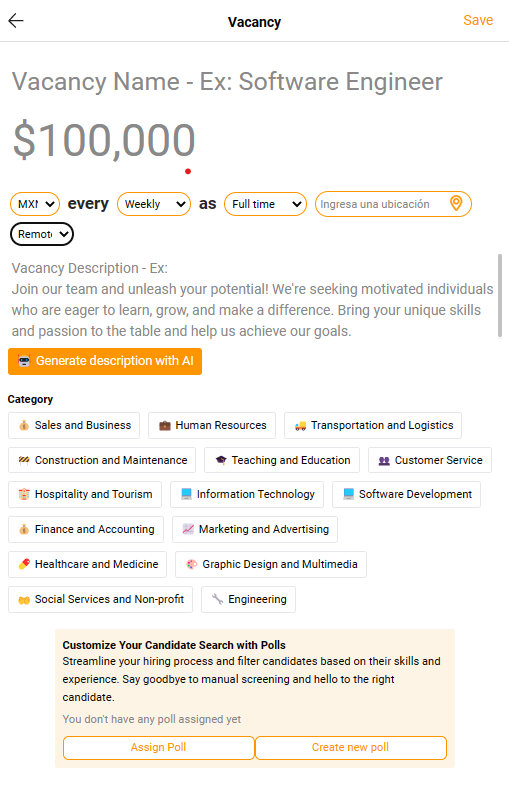 Vacancy
Save
Vacancy Name - Ex: Software Engineer
$100,000
MXN every Weekly as Full time Ingresa una ubicación
Remote
Vacancy Description - Ex:
Join our team and unleash your potential! We're seeking motivated individuals
who are eager to learn, grow, and make a difference. Bring your unique skills
and passion to the table and help us achieve our goals.
Generate description with AI
Category
Sales and Business Human Resources Transportation and Logistics
Construction and Maintenance Teaching and Education Customer Service
Hospitality and Tourism Information Technology Software Development
Finance and Accounting Marketing and Advertising
Healthcare and Medicine Graphic Design and Multimedia
Social Services and Non-profit Engineering
Customize Your Candidate Search with Polls
Streamline your hiring process and filter candidates based on their skills and
experience. Say goodbye to manual screening and hello to the right
candidate.
You don't have any poll assigned yet
Assign Poll Create new poll